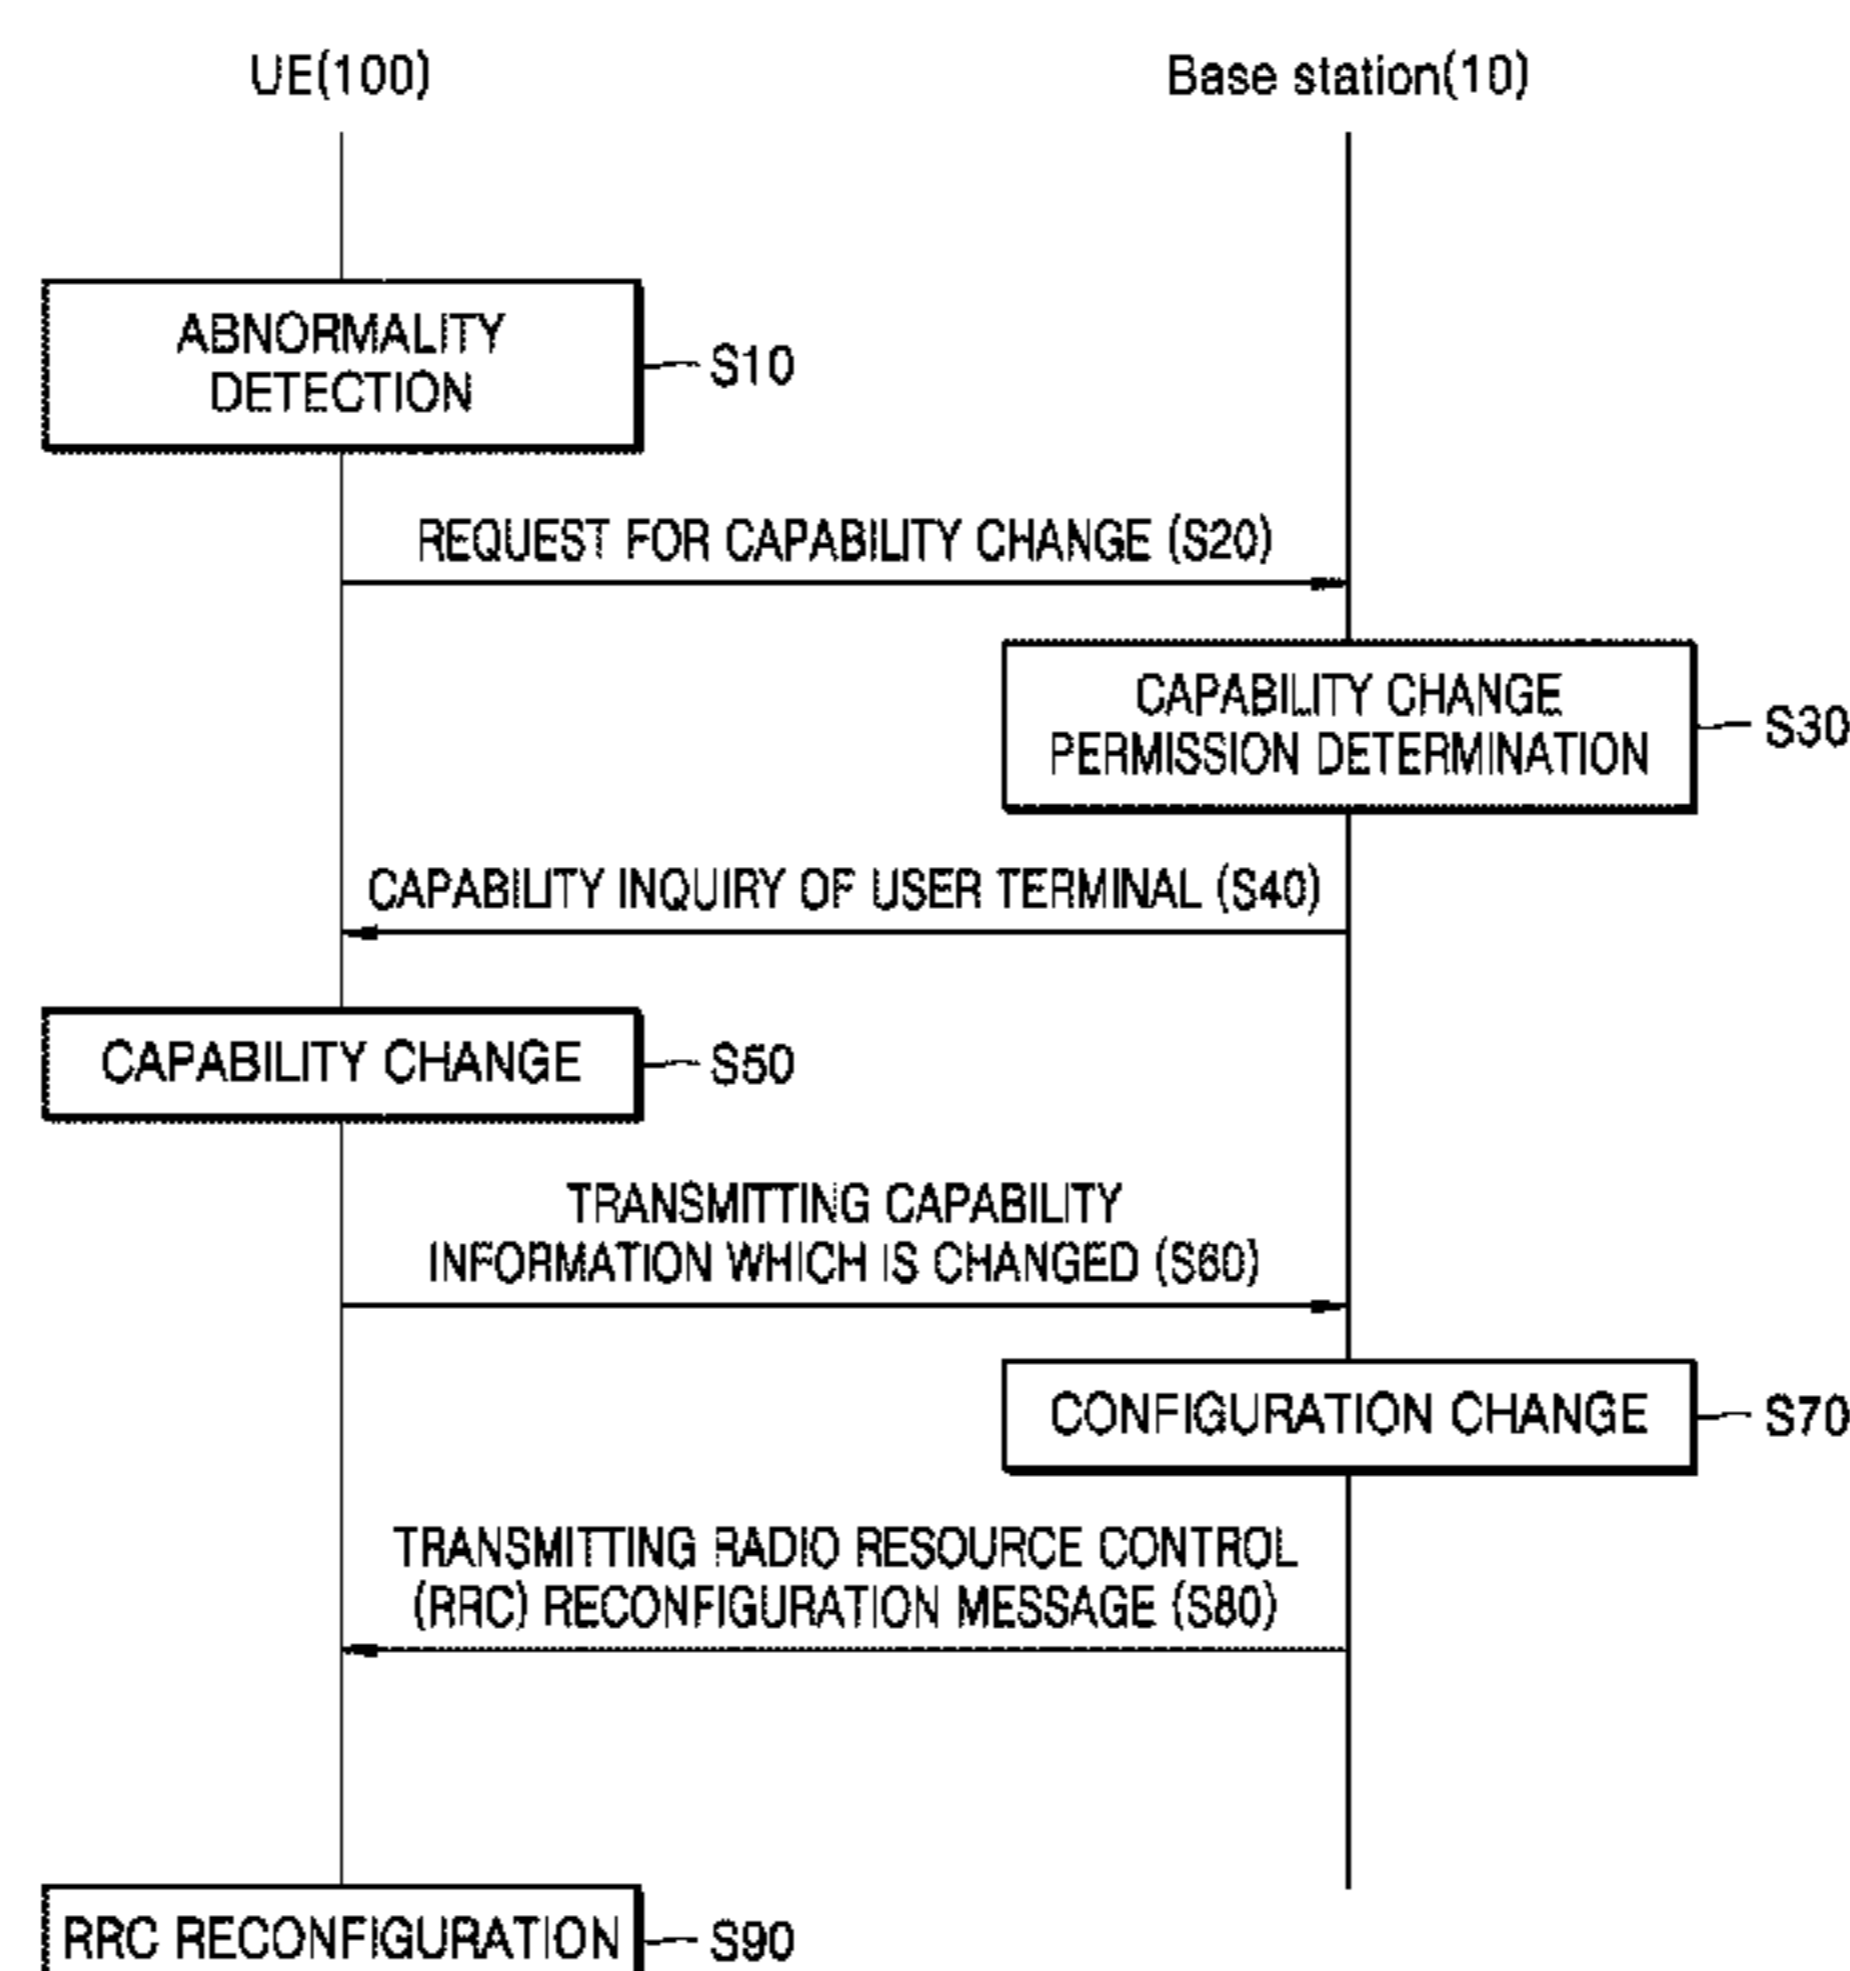 UE(100)
Base station(10)
ABNORMALITY
DETECTION
S10
REQUEST FOR CAPABILITY CHANGE (S20)
CAPABILITY CHANGE
PERMISSION DETERMINATION
S30
CAPABILITY INQUIRY OF USER TERMINAL (S40)
CAPABILITY CHANGE
S50
TRANSMITTING CAPABILITY
INFORMATION WHICH IS CHANGED (S60)
CONFIGURATION CHANGE
S70
TRANSMITTING RADIO RESOURCE CONTROL
(RRC) RECONFIGURATION MESSAGE (S80)
RRC RECONFIGURATION
S90